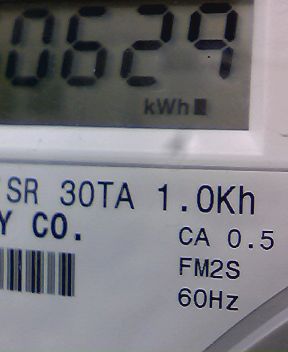 0629
kWh
SR 30TA 1.0Kh
Y CO.
CA 0.5
FM2S
60Hz